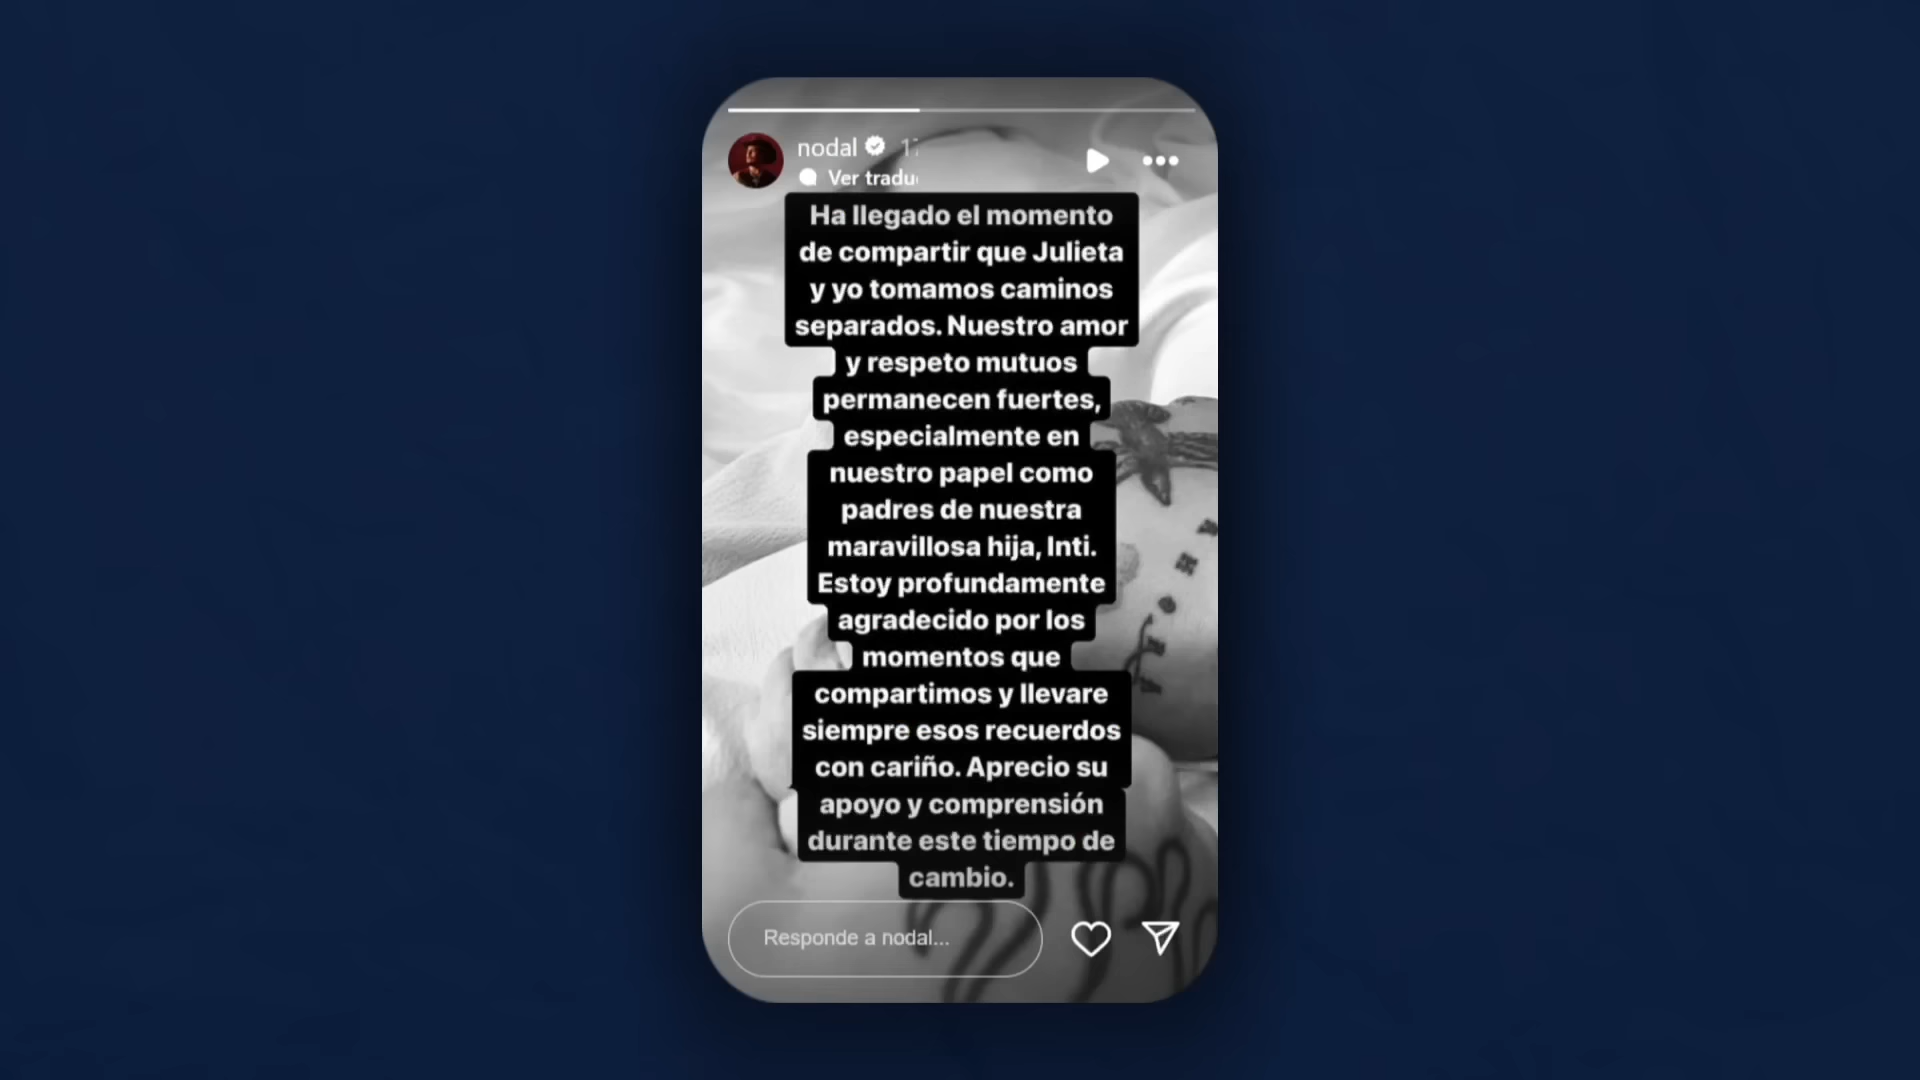 nodal
Ver tradu
Ha llegado el momento
de compartir que Julieta
y yo tomamos caminos
separados. Nuestro amor
y respeto mutuos
permanecen fuertes,
especialmente en
nuestro papel como
padres de nuestra
maravillosa hija, Inti.
Estoy profundamente
agradecido por los
momentos que
compartimos y llevare
siempre esos recuerdos
con cariño. Aprecio su
apoyo y comprensión
durante este tiempo de
cambio.
Responde a nodal...